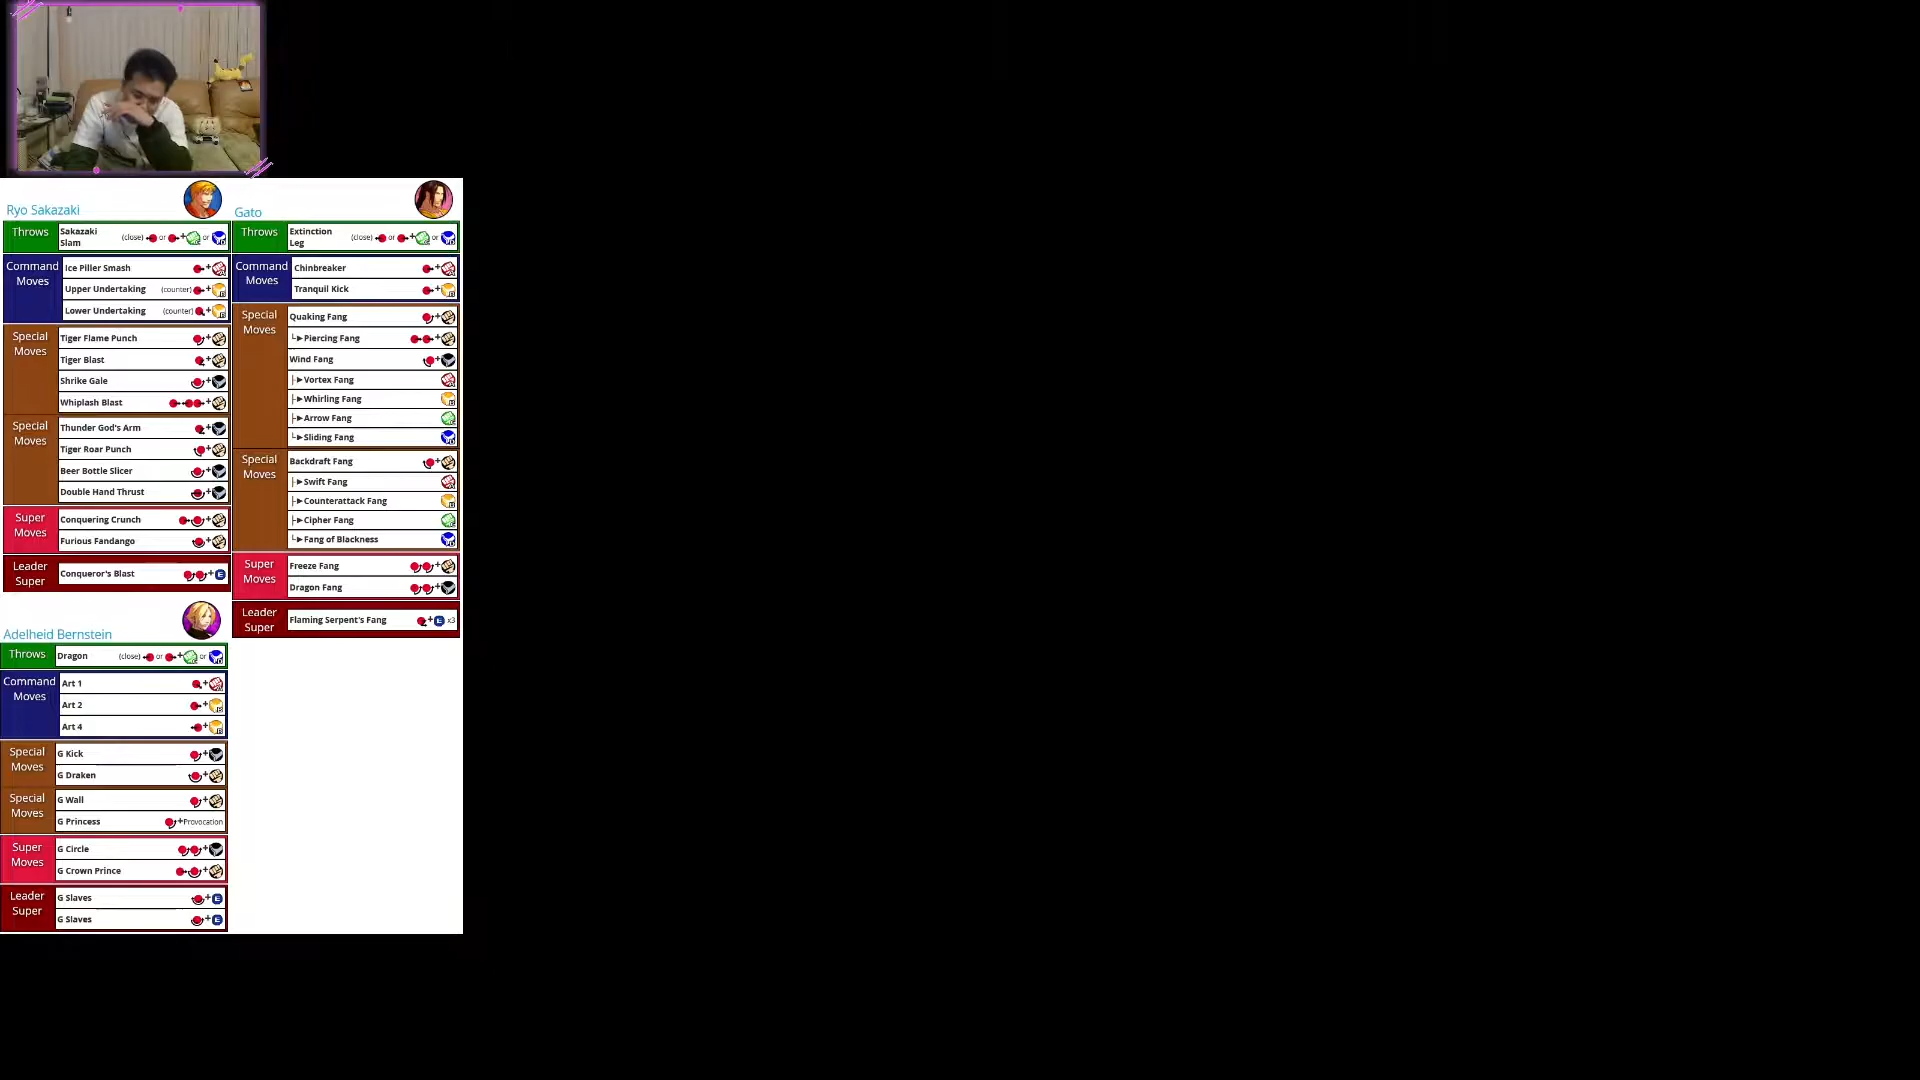 Ryo Sakazaki
Throws
Sakazaki Slam (close) or + or
Command Moves
Ice Piller Smash +
Upper Undertaking (counter) +
Lower Undertaking (counter) +
Special Moves
Tiger Flame Punch +
Tiger Blast +
Shrike Gale +
Whiplash Blast +
Special Moves
Thunder God's Arm +
Tiger Roar Punch +
Beer Bottle Slicer +
Double Hand Thrust +
Super Moves
Conquering Crunch +
Furious Fandango +
Leader Super
Conqueror's Blast + E
Gato
Throws
Extinction Leg (close) or + or
Command Moves
Chinbreaker +
Tranquil Kick +
Special Moves
Quaking Fang +
Piercing Fang +
Wind Fang +
Vortex Fang
Whirling Fang
Arrow Fang
Sliding Fang
Special Moves
Backdraft Fang +
Swift Fang
Counterattack Fang
Cipher Fang
Fang of Blackness
Super Moves
Freeze Fang +
Dragon Fang +
Leader Super
Flaming Serpent's Fang + E x3
Adelheid Bernstein
Throws
Dragon (close) or + or
Command Moves
Art 1 +
Art 2 +
Art 4 +
Special Moves
G Kick +
G Draken +
Special Moves
G Wall +
G Princess +Provocation
Super Moves
G Circle +
G Crown Prince +
Leader Super
G Slaves + E
G Slaves + E